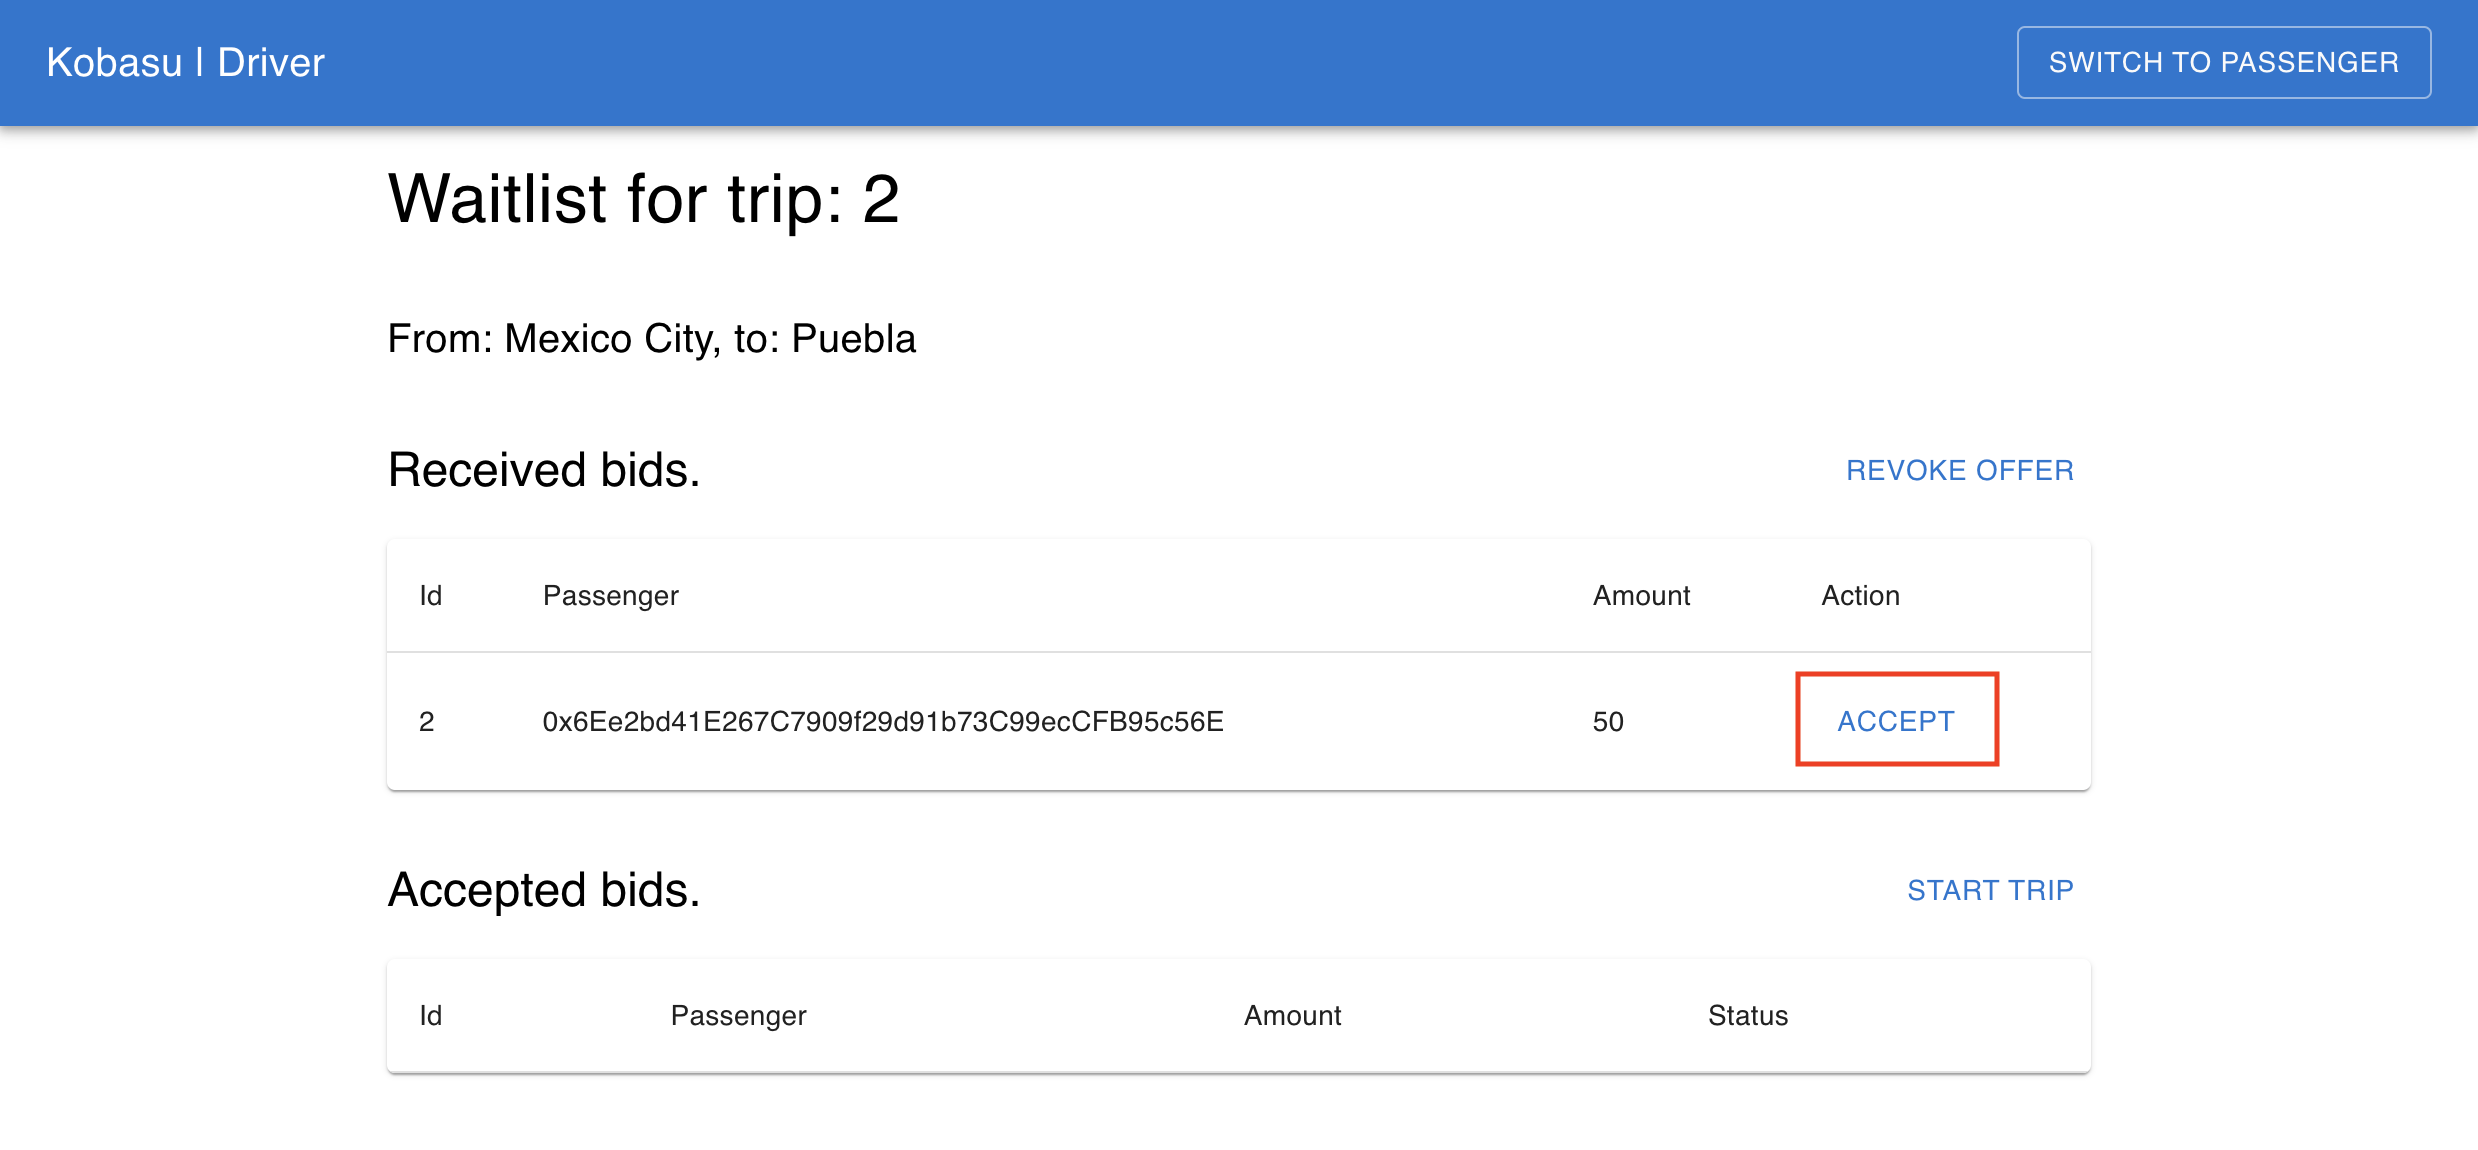 Kobasu | Driver
SWITCH TO PASSENGER
Waitlist for trip: 2
From: Mexico City, to: Puebla
Received bids.
REVOKE OFFER
Id Passenger Amount Action
2 0x6Ee2bd41E267C7909f29d91b73C99ecCFB95c56E 50 ACCEPT
Accepted bids.
START TRIP
Id Passenger Amount Status